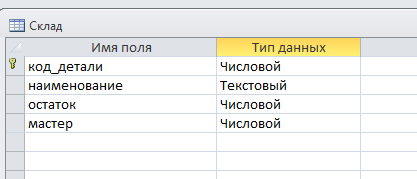 Склад
Имя поля Тип данных
код_детали Числовой
наименование Текстовый
остаток Числовой
мастер Числовой